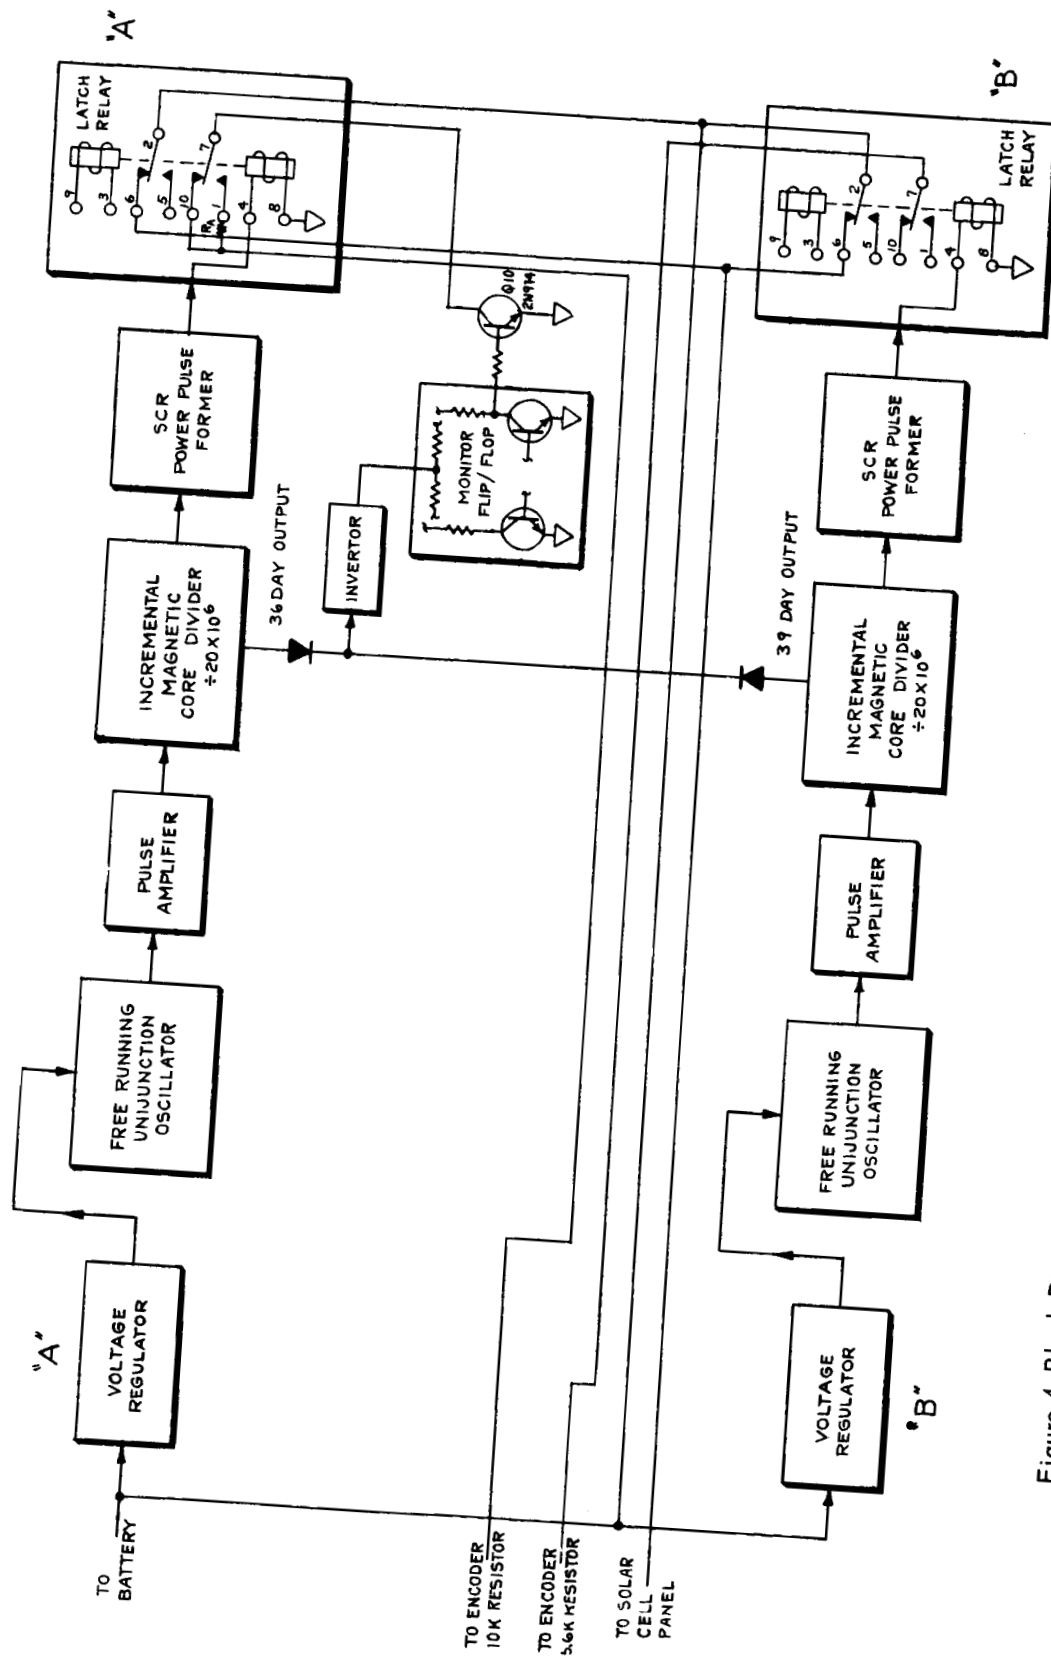 "A"
TO
BATTERY
VOLTAGE
REGULATOR
FREE RUNNING
UNIJUNCTION
OSCILLATOR
PULSE
AMPLIFIER
INCREMENTAL
MAGNETIC
CORE DIVIDER
÷20X10⁶
SCR
POWER PULSE
FORMER
"A"
LATCH
RELAY
9
3
6
2
5
10
7
RA
1
4
8
36 DAY OUTPUT
INVERTOR
MONITOR
FLIP/FLOP
Q10
2N914
TO ENCODER
10K RESISTOR
TO ENCODER
5.6K RESISTOR
TO SOLAR
CELL
PANEL
39 DAY OUTPUT
"B"
VOLTAGE
REGULATOR
FREE RUNNING
UNIJUNCTION
OSCILLATOR
PULSE
AMPLIFIER
INCREMENTAL
MAGNETIC
CORE DIVIDER
÷20X10⁶
SCR
POWER PULSE
FORMER
"B"
9
3
6
2
5
10
7
1
4
8
LATCH
RELAY
Figure